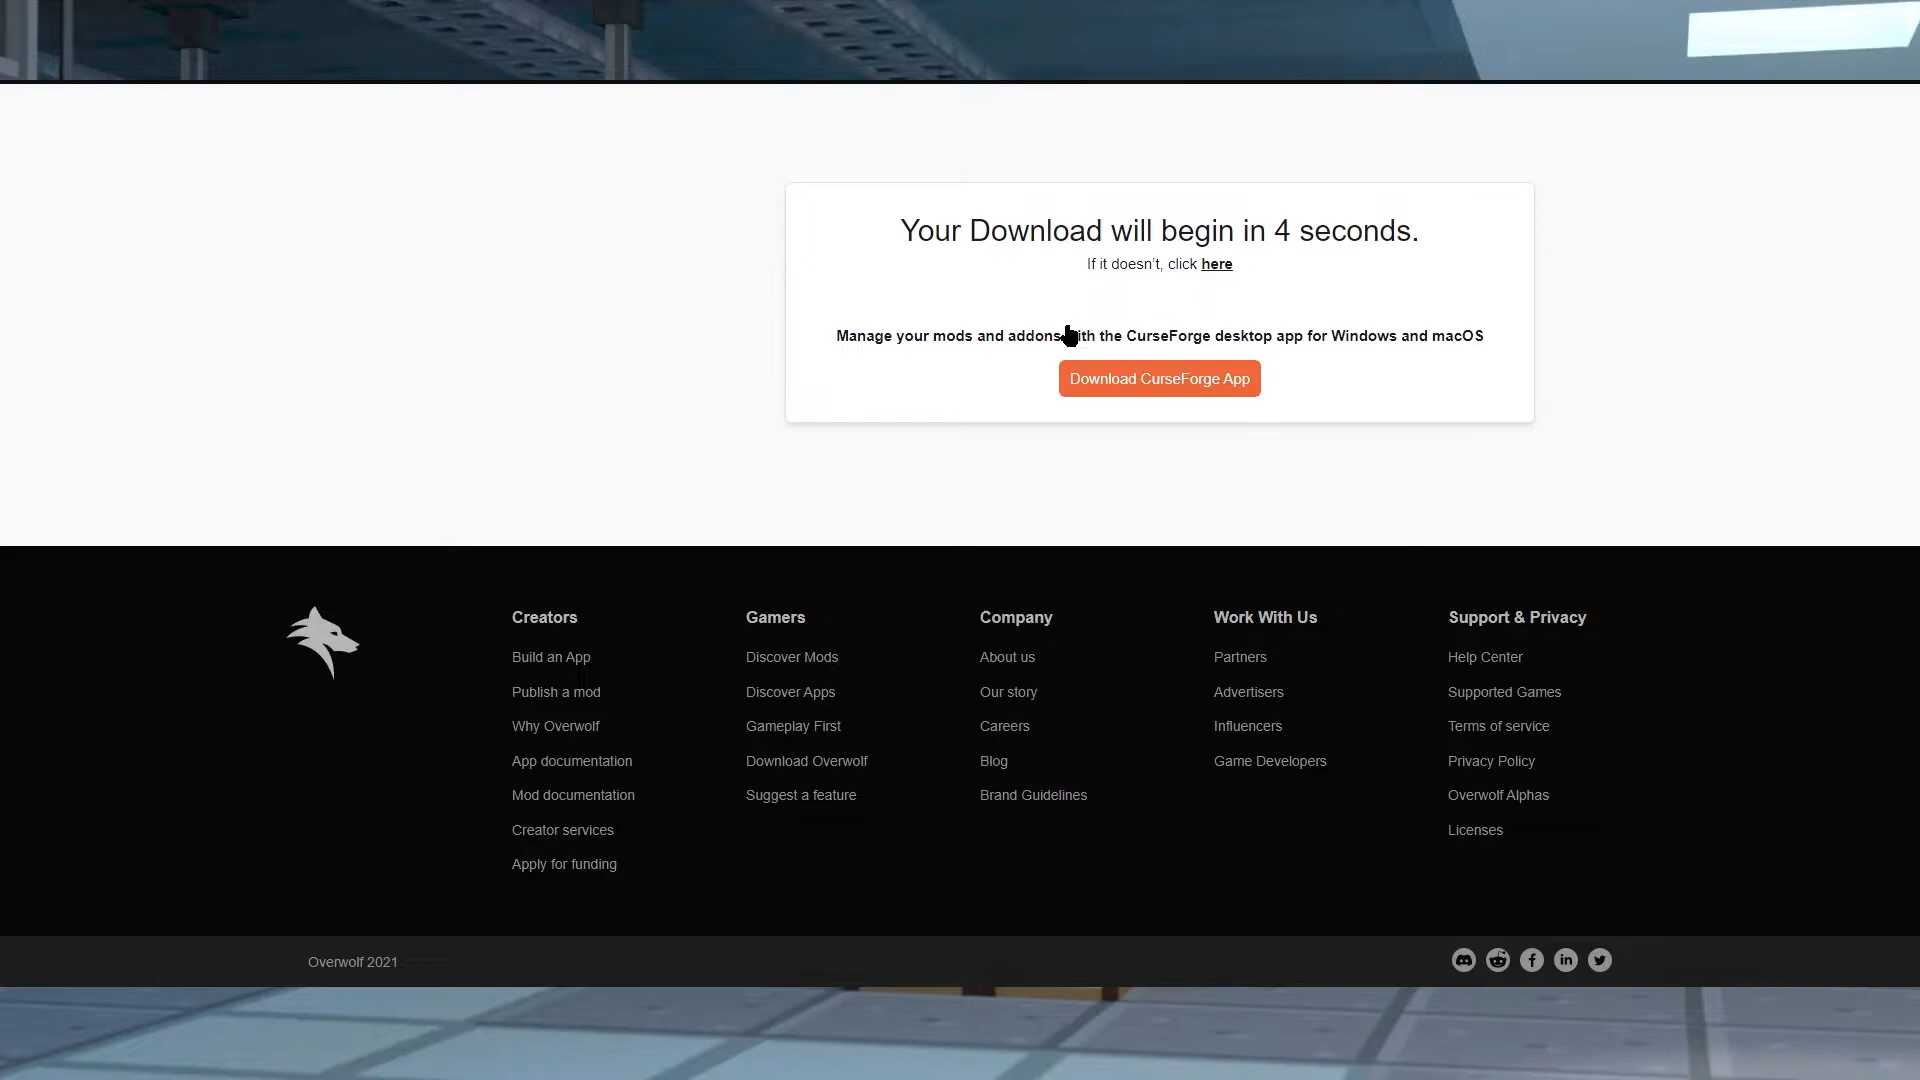 Your Download will begin in 4 seconds.
If it doesn't, click here
Manage your mods and addons with the CurseForge desktop app for Windows and macOS
Download CurseForge App
Creators
Build an App
Publish a mod
Why Overwolf
App documentation
Mod documentation
Creator services
Apply for funding
Gamers
Discover Mods
Discover Apps
Gameplay First
Download Overwolf
Suggest a feature
Company
About us
Our story
Careers
Blog
Brand Guidelines
Work With Us
Partners
Advertisers
Influencers
Game Developers
Support & Privacy
Help Center
Supported Games
Terms of service
Privacy Policy
Overwolf Alphas
Licenses
Overwolf 2021